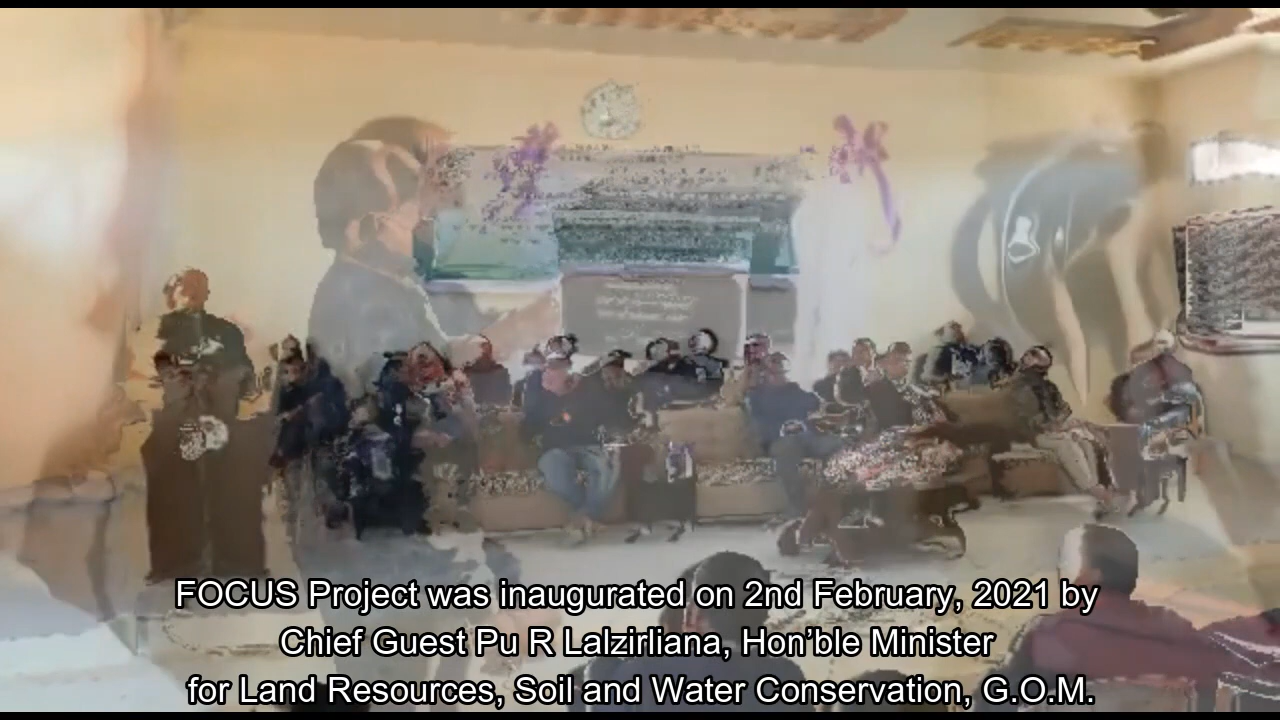 FOCUS Project was inaugurated on 2nd February, 2021 by
Chief Guest Pu R Lalzirliana, Hon’ble Minister
for Land Resources, Soil and Water Conservation, G.O.M.